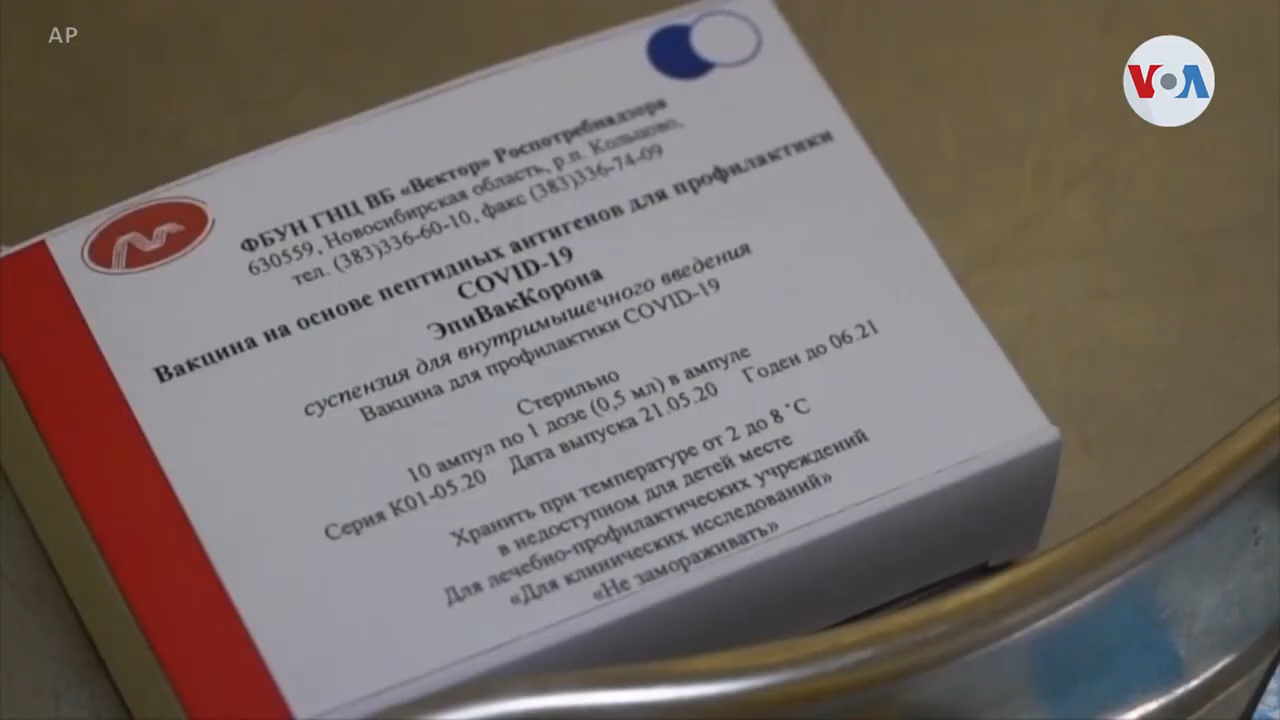 AP
VOA
ФБУН ГНЦ ВБ «Вектор» Роспотребнадзора
630559, Новосибирская область, р.п. Кольцово,
тел. (383)336-60-10, факс (383)336-74-09
Вакцина на основе пептидных антигенов для профилактики
COVID-19
ЭпиВакКорона
суспензия для внутримышечного введения
Вакцина для профилактики COVID-19
Стерильно
10 ампул по 1 дозе (0,5 мл) в ампуле
Серия К01-05.20 Дата выпуска 21.05.20 Годен до 06.21
Хранить при температуре от 2 до 8 °С
в недоступном для детей месте
Для лечебно-профилактических учреждений
«Для клинических исследований»
«Не замораживать»